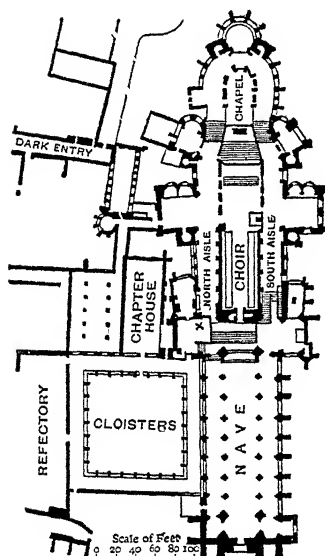 CHAPEL
DARK ENTRY
NORTH AISLE
CHOIR
SOUTH AISLE
CHAPTER HOUSE
X
REFECTORY
CLOISTERS
NAVE
Scale of Feet
0 20 40 60 80 100